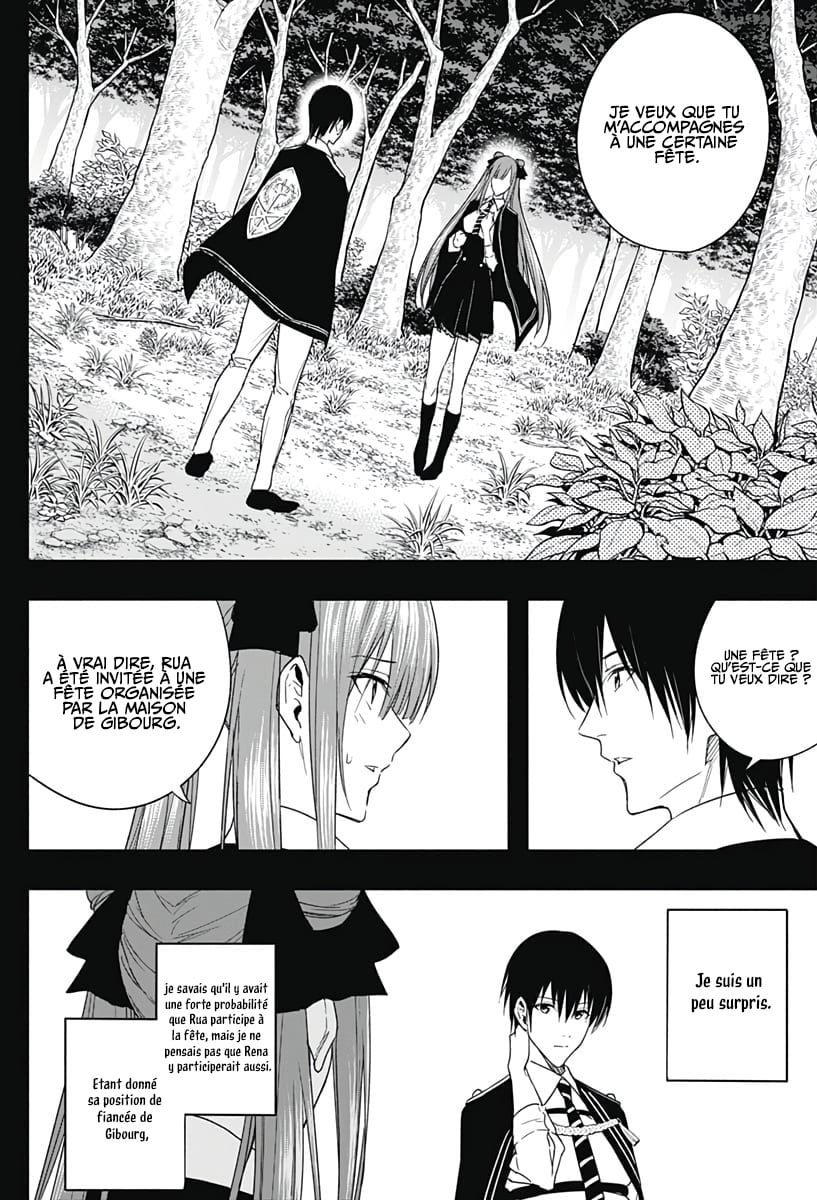 JE VEUX QUE TU
M'ACCOMPAGNES
À UNE CERTAINE
FÊTE.
UNE FÊTE ?
QU'EST-CE QUE
TU VEUX DIRE ?
À VRAI DIRE, RUA
A ÉTÉ INVITÉE À UNE
FÊTE ORGANISÉE
PAR LA MAISON
DE GIBOURG.
Je suis un
peu surpris.
je savais qu'il y avait
une forte probabilité
que Rua participe à
la fête, mais je ne
pensais pas que Rena
y participerait aussi.
Etant donné
sa position de
fiancée de
Gibourg,